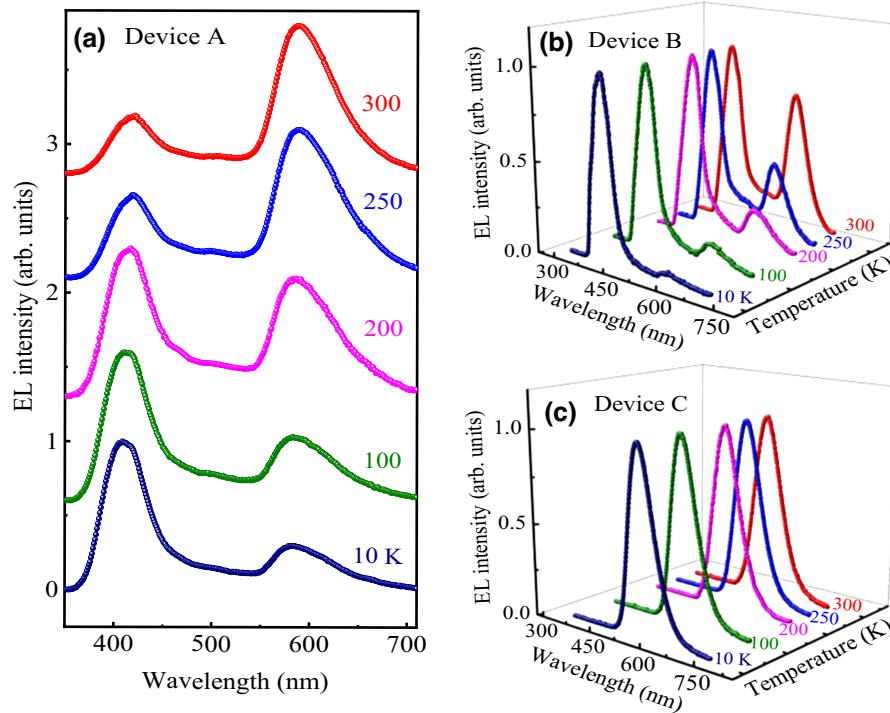 (a) Device A
EL intensity (arb. units)
3
2
1
0
300
250
200
100
10 K
400 500 600 700
Wavelength (nm)
(b) Device B
EL intensity (arb. units)
1.0
0.5
0.0
300 450 600 750
Wavelength (nm)
10 K
100
200
250
300
Temperature (K)
(c) Device C
EL intensity (arb. units)
1.0
0.5
0.0
300 450 600 750
Wavelength (nm)
10 K
100
200
250
300
Temperature (K)